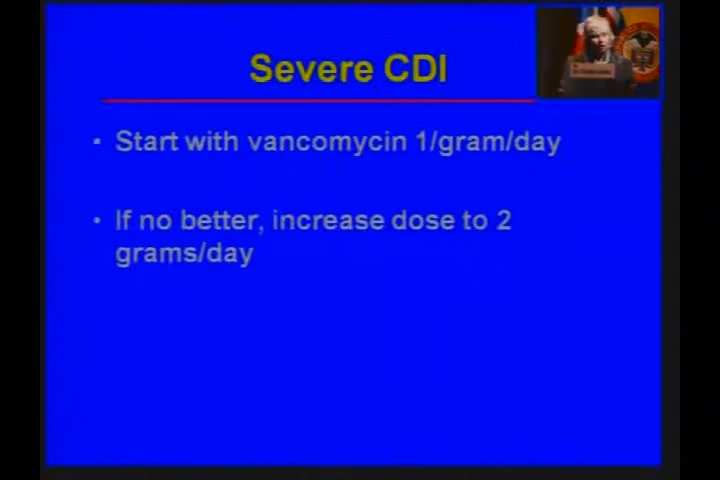 Severe CDI
• Start with vancomycin 1/gram/day
• If no better, increase dose to 2
grams/day